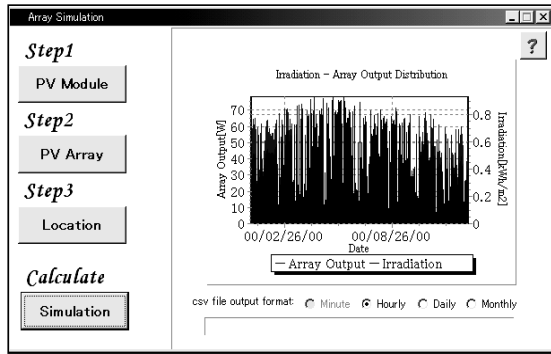 Array Simulation
?
Step1
PV Module
Step2
PV Array
Step3
Location
Calculate
Simulation
Irradiation - Array Output Distribution
Array Output[W]
70
60
50
40
30
20
10
0
0.8
0.6
0.4
0.2
0
Irradiation[kWh/m2]
00/02/26/00
00/08/26/00
Date
Array Output
Irradiation
csv file output format:
Minute
Hourly
Daily
Monthly